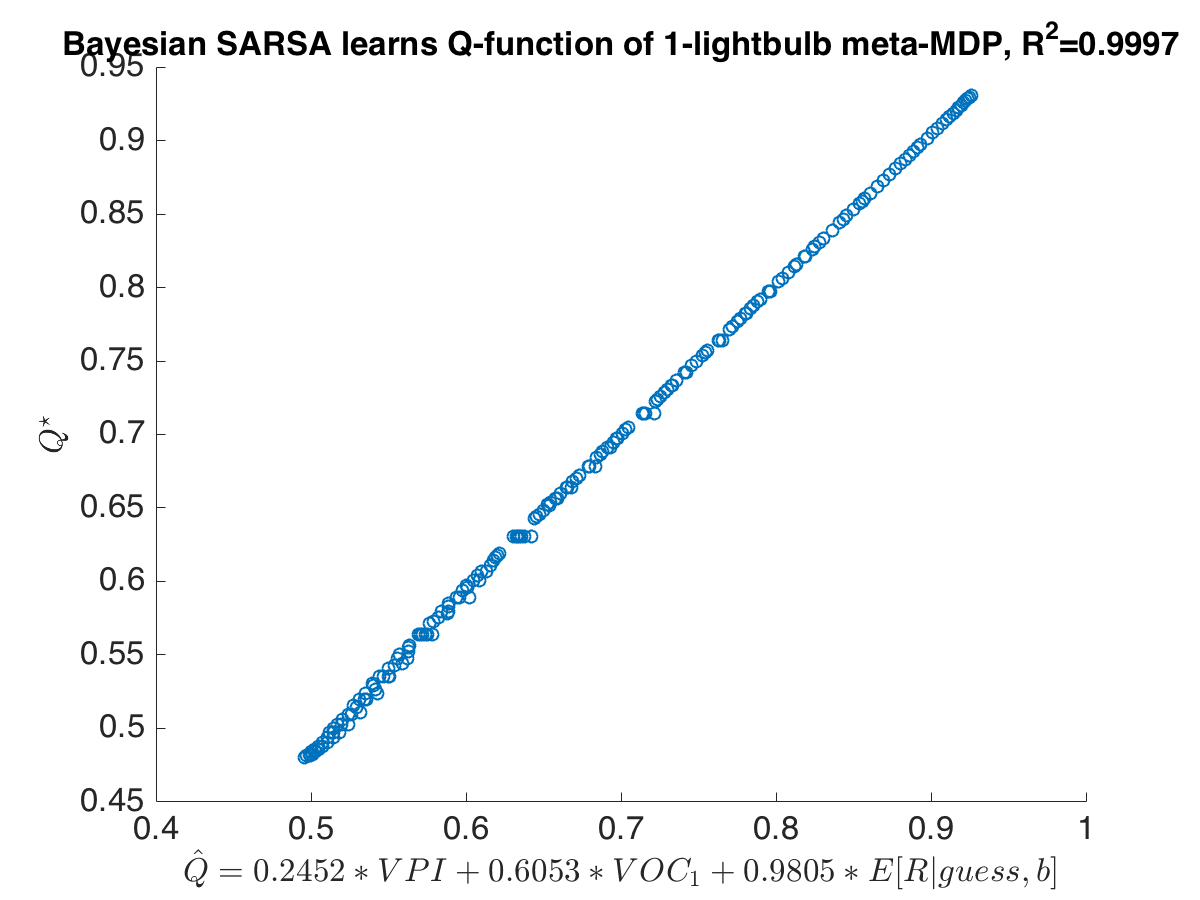 Bayesian SARSA learns Q-function of 1-lightbulb meta-MDP, R²=0.9997
0.95
0.9
0.85
0.8
0.75
0.7
0.65
0.6
0.55
0.5
0.45
Q⋆
0.4 0.5 0.6 0.7 0.8 0.9 1
Q̂ = 0.2452 ∗ VPI + 0.6053 ∗ VOC₁ + 0.9805 ∗ E[R|guess, b]